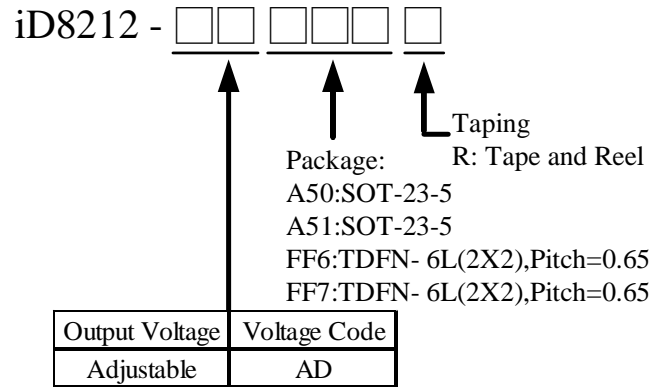 iD8212 - □□ □□□ □
Taping
R: Tape and Reel
Package:
A50:SOT-23-5
A51:SOT-23-5
FF6:TDFN- 6L(2X2),Pitch=0.65
FF7:TDFN- 6L(2X2),Pitch=0.65
Output Voltage Voltage Code
Adjustable AD